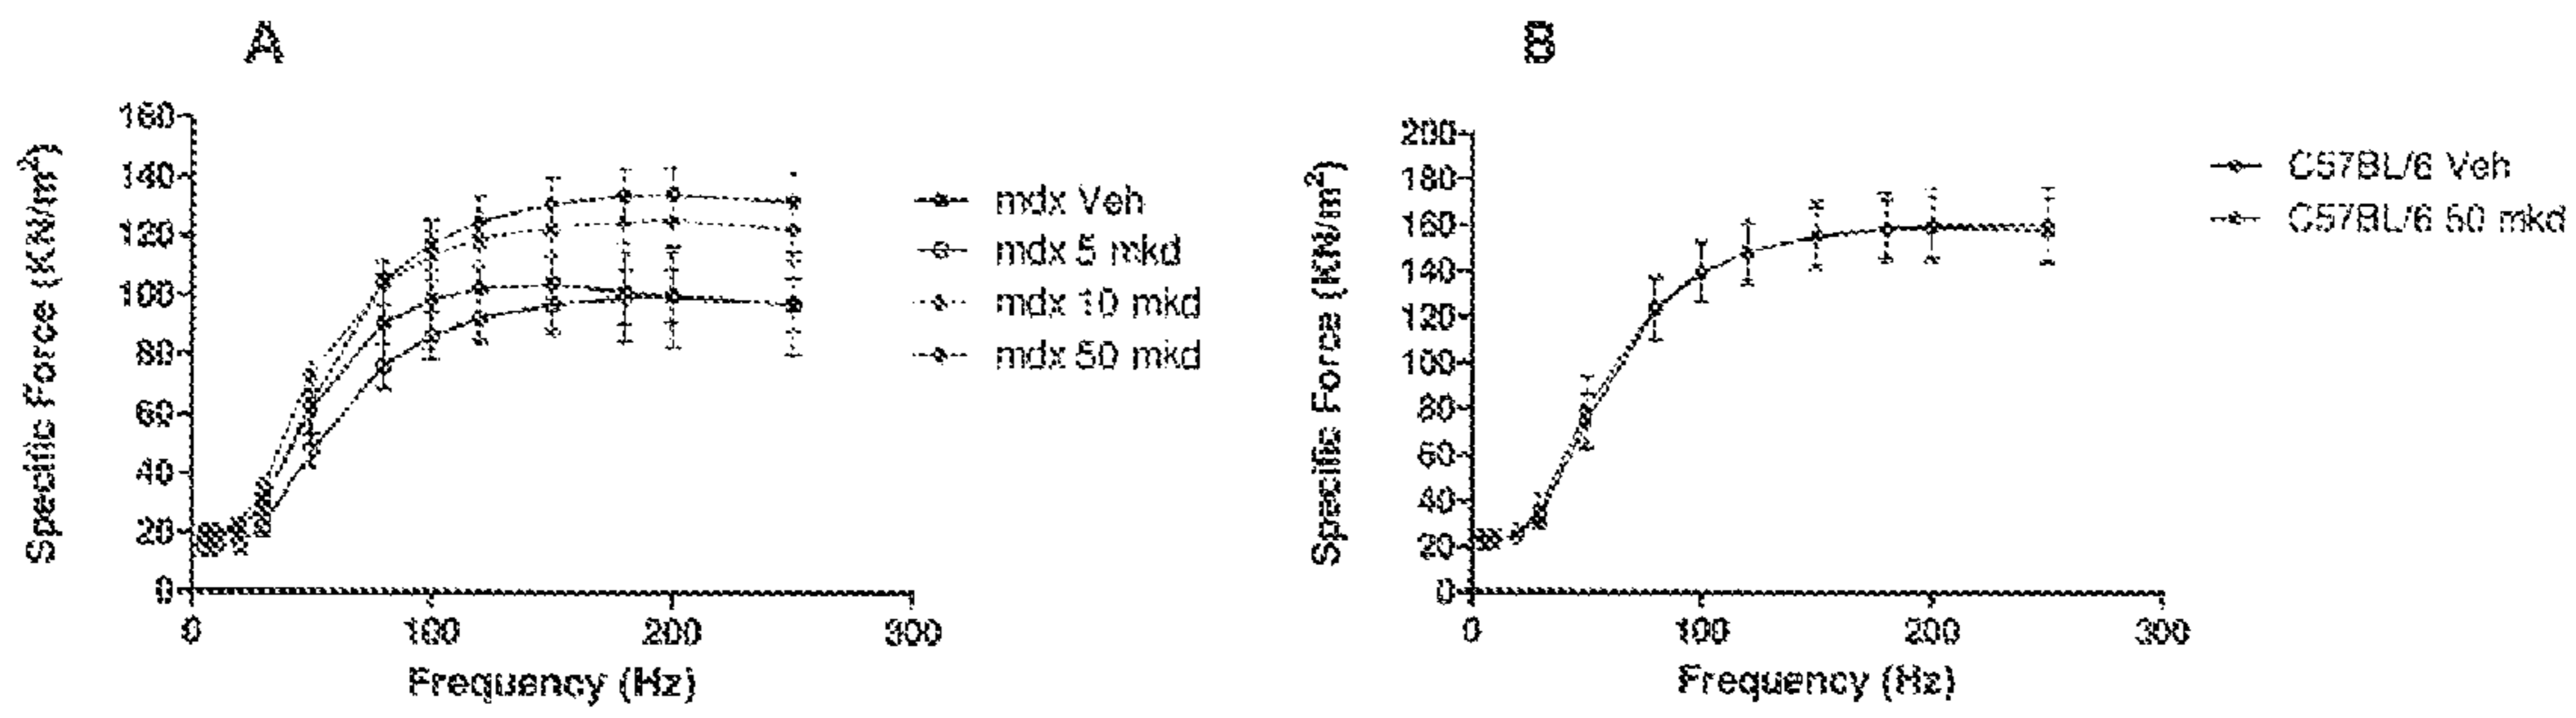 A
Specific Force (KN/m²)
160
140
120
100
80
60
40
20
0
0 100 200 300
Frequency (Hz)
mdx Veh
mdx 5 mkd
mdx 10 mkd
mdx 50 mkd
B
Specific Force (KN/m²)
200
180
160
140
120
100
80
60
40
20
0
0 100 200 300
Frequency (Hz)
C57BL/6 Veh
C57BL/6 50 mkd